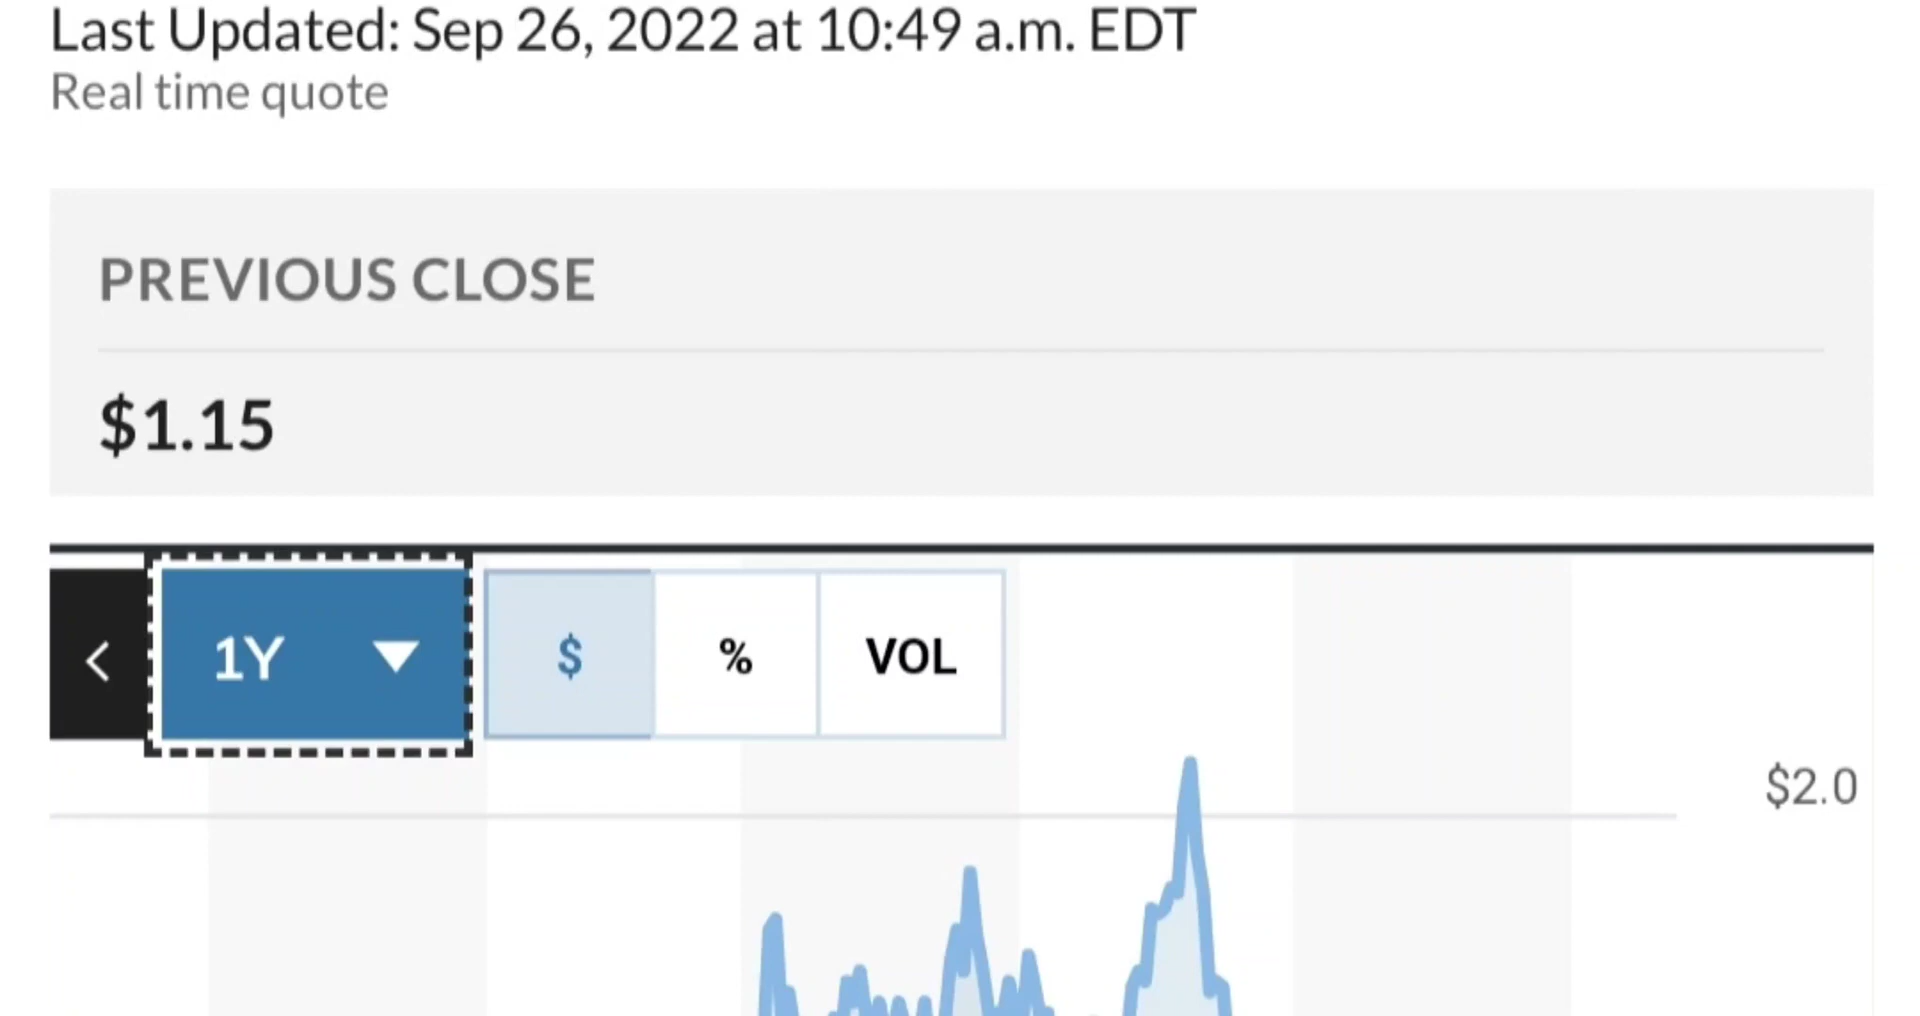 Last Updated: Sep 26, 2022 at 10:49 a.m. EDT
Real time quote
PREVIOUS CLOSE
$1.15
1Y $ % VOL
$2.0